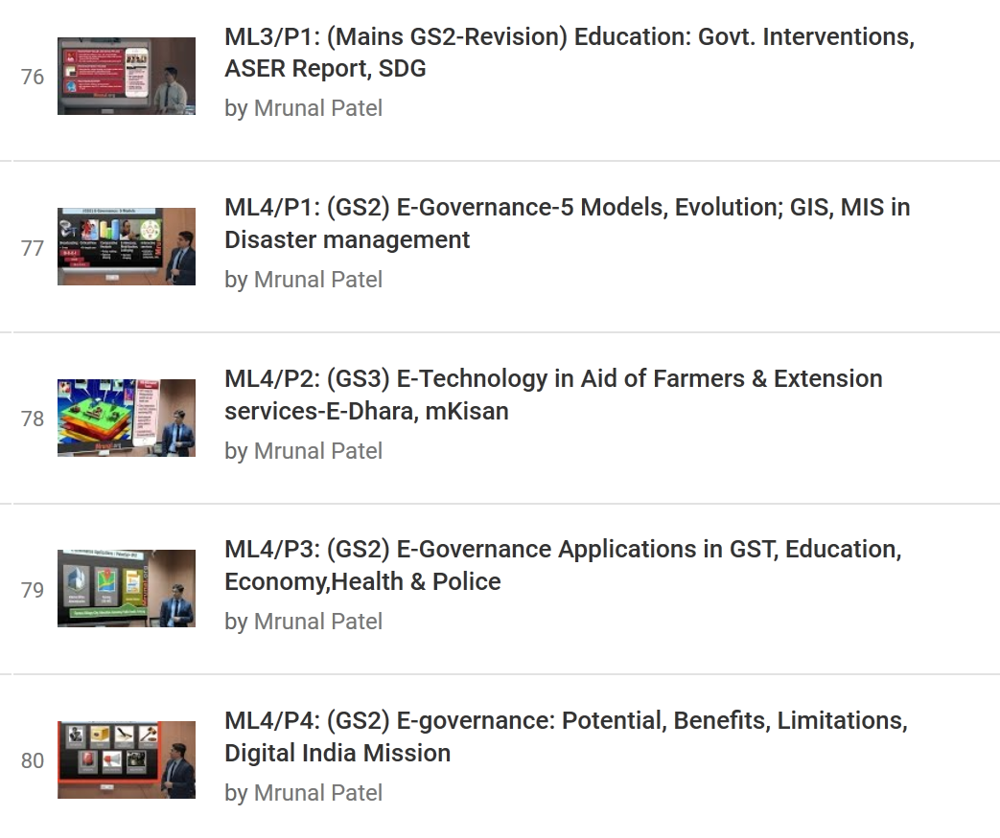 76
ML3/P1: (Mains GS2-Revision) Education: Govt. Interventions,
ASER Report, SDG
by Mrunal Patel
77
ML4/P1: (GS2) E-Governance-5 Models, Evolution; GIS, MIS in
Disaster management
by Mrunal Patel
78
ML4/P2: (GS3) E-Technology in Aid of Farmers & Extension
services-E-Dhara, mKisan
by Mrunal Patel
79
ML4/P3: (GS2) E-Governance Applications in GST, Education,
Economy,Health & Police
by Mrunal Patel
80
ML4/P4: (GS2) E-governance: Potential, Benefits, Limitations,
Digital India Mission
by Mrunal Patel